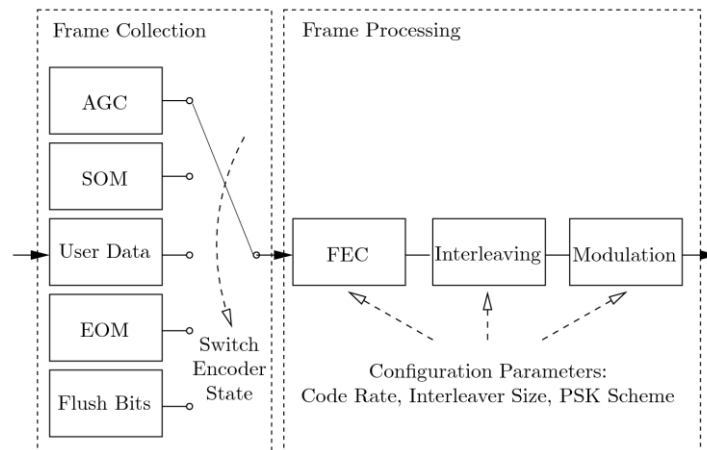 Frame Collection
Frame Processing
AGC
SOM
User Data
EOM
Flush Bits
Switch
Encoder
State
FEC
Interleaving
Modulation
Configuration Parameters:
Code Rate, Interleaver Size, PSK Scheme